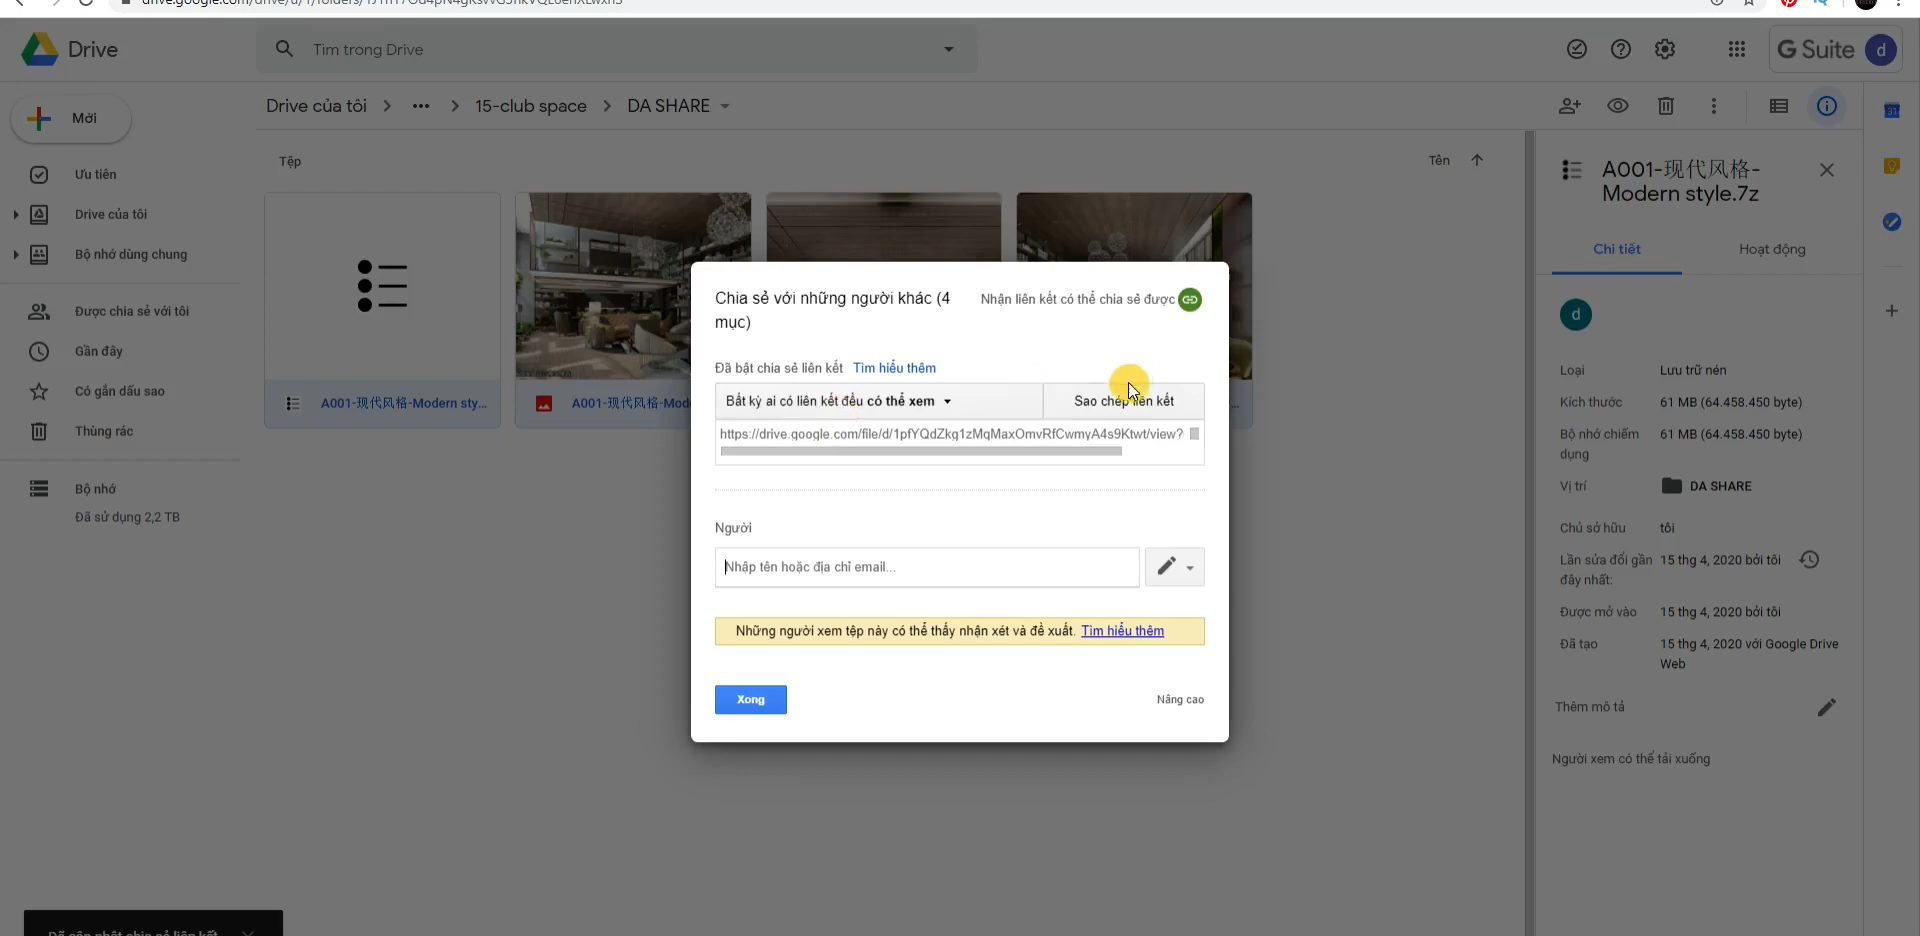 Drive
Tìm trong Drive
G Suite
d
Mới
Drive của tôi
15-club space
DA SHARE
Ưu tiên
Drive của tôi
Bộ nhớ dùng chung
Được chia sẻ với tôi
Gần đây
Có gắn dấu sao
Thùng rác
Bộ nhớ
Đã sử dụng 2,2 TB
Tệp
Tên
A001-现代风格-Modern sty...
A001-现代风格-Mod
Chia sẻ với những người khác (4
mục)
Nhận liên kết có thể chia sẻ được
Đã bật chia sẻ liên kết Tìm hiểu thêm
Bất kỳ ai có liên kết đều có thể xem
Sao chép liên kết
https://drive.google.com/file/d/1pfYQdZkg1zMqMaxOmvRfCwmyA4s9Ktwt/view?
Người
Nhập tên hoặc địa chỉ email...
Những người xem tệp này có thể thấy nhận xét và đề xuất. Tìm hiểu thêm
Xong
Nâng cao
A001-现代风格-
Modern style.7z
Chi tiết
Hoạt động
d
Loại
Lưu trữ nén
Kích thước
61 MB (64.458.450 byte)
Bộ nhớ chiếm
dụng
61 MB (64.458.450 byte)
Vị trí
DA SHARE
Chủ sở hữu
tôi
Lần sửa đổi gần
đây nhất:
15 thg 4, 2020 bởi tôi
Được mở vào
15 thg 4, 2020 bởi tôi
Đã tạo
15 thg 4, 2020 với Google Drive
Web
Thêm mô tả
Người xem có thể tải xuống